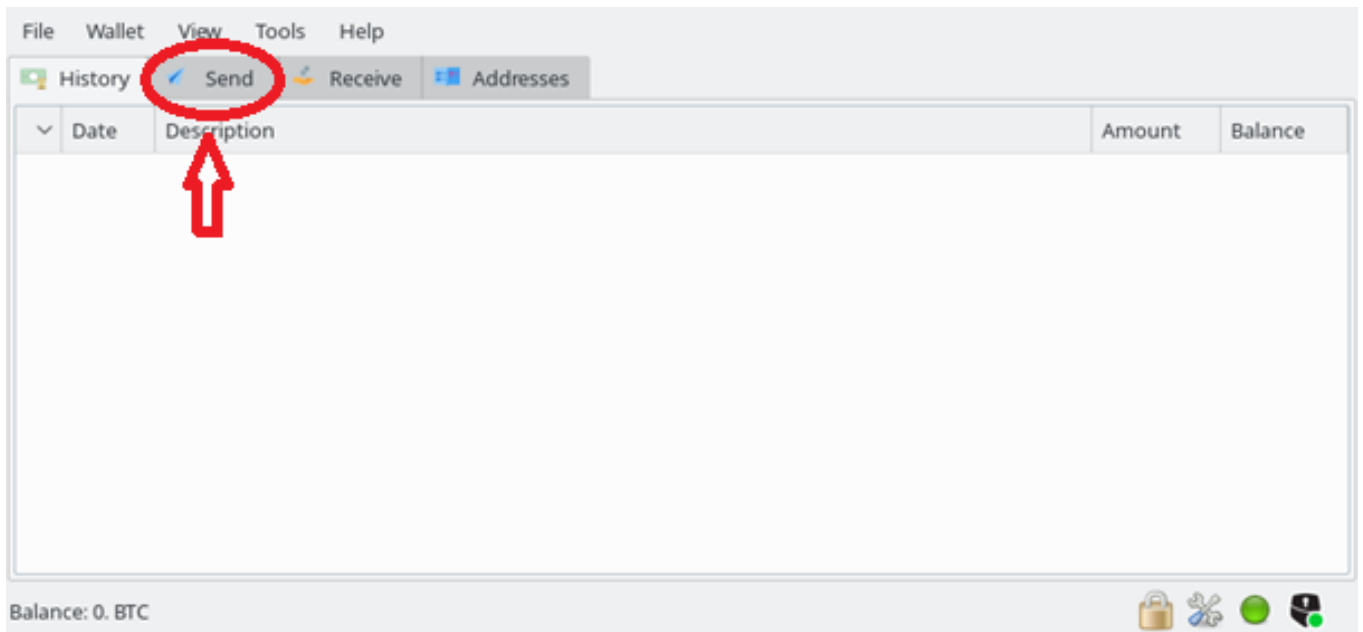 File Wallet View Tools Help
History Send Receive Addresses
Date Description Amount Balance
Balance: 0. BTC